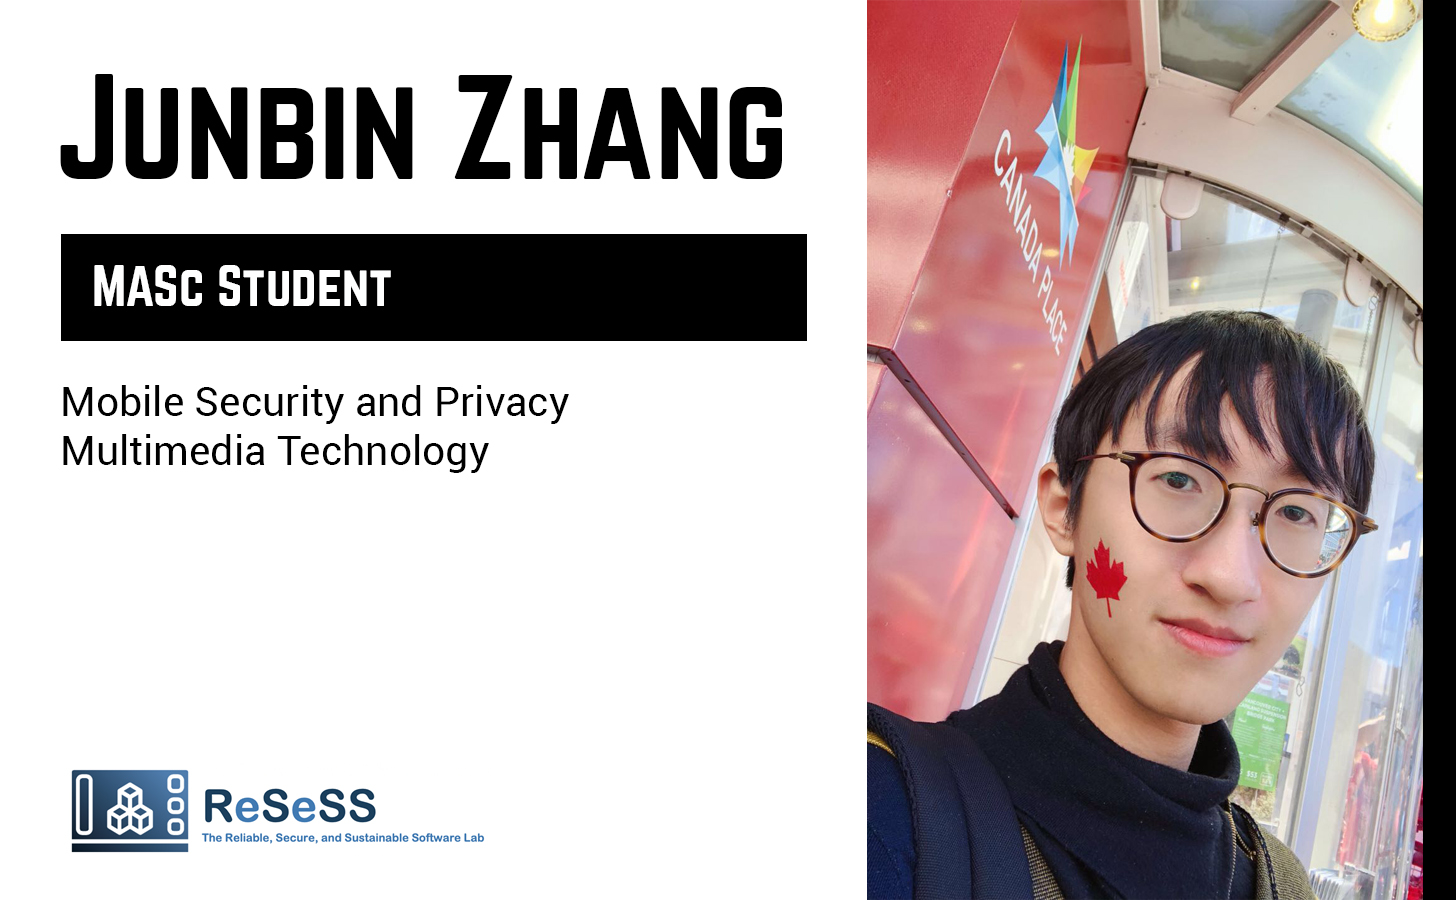 Junbin Zhang
MASc Student
Mobile Security and Privacy
Multimedia Technology
ReSeSS
The Reliable, Secure, and Sustainable Software Lab
CANADA PLACE